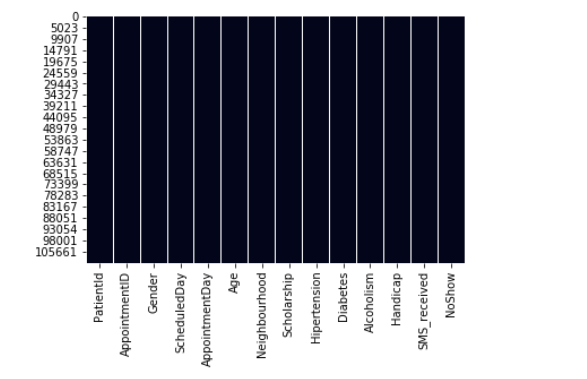 0
5023
9907
14791
19675
24559
29443
34327
39211
44095
48979
53863
58747
63631
68515
73399
78283
83167
88051
93054
98001
105661
PatientId
AppointmentID
Gender
ScheduledDay
AppointmentDay
Age
Neighbourhood
Scholarship
Hipertension
Diabetes
Alcoholism
Handicap
SMS_received
NoShow